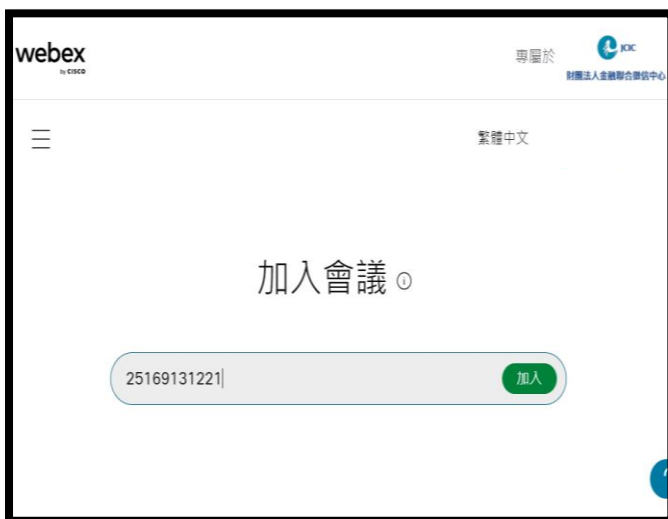 webex
by CISCO
專屬於
JCIC
財團法人金融聯合徵信中心
繁體中文
加入會議
25169131221
加入